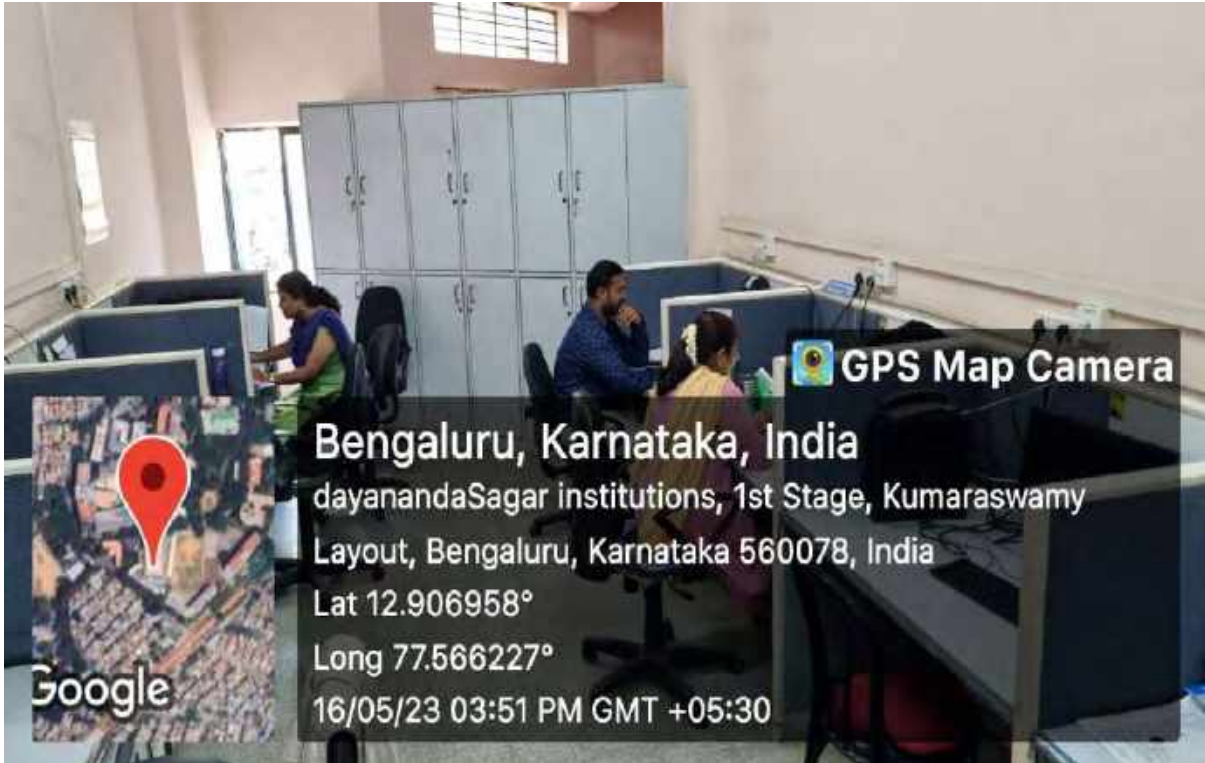 GPS Map Camera
Bengaluru, Karnataka, India
dayanandaSagar institutions, 1st Stage, Kumaraswamy
Layout, Bengaluru, Karnataka 560078, India
Lat 12.906958°
Long 77.566227°
16/05/23 03:51 PM GMT +05:30
Google